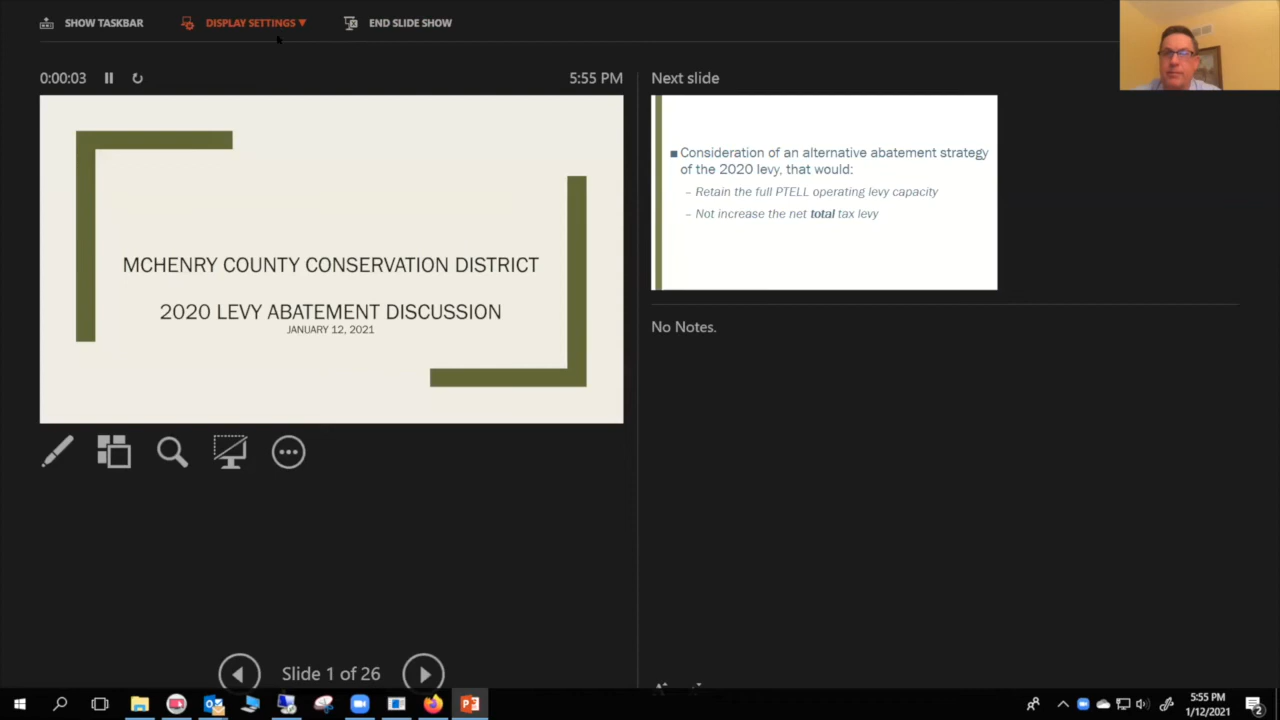 SHOW TASKBAR
DISPLAY SETTINGS ▼
END SLIDE SHOW
0:00:03
5:55 PM
MCHENRY COUNTY CONSERVATION DISTRICT
2020 LEVY ABATEMENT DISCUSSION
JANUARY 12, 2021
Slide 1 of 26
Next slide
■ Consideration of an alternative abatement strategy
of the 2020 levy, that would:
– Retain the full PTELL operating levy capacity
– Not increase the net total tax levy
No Notes.
5:55 PM
1/12/2021
2